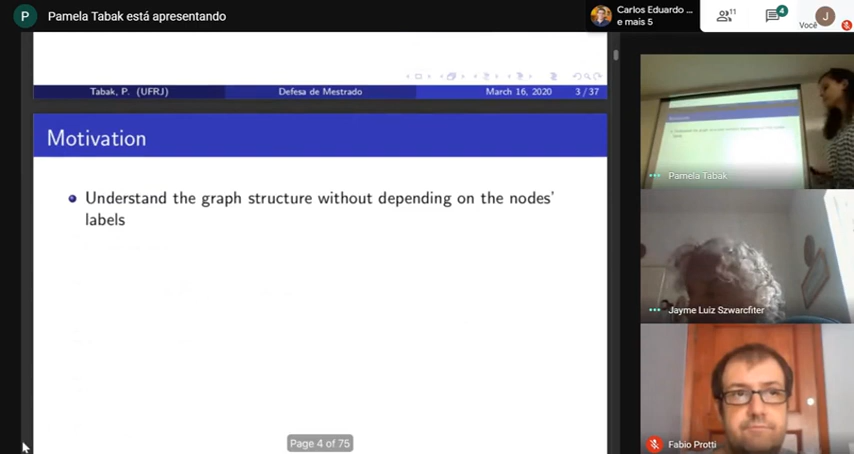 P Pamela Tabak está apresentando
Carlos Eduardo ...
e mais 5
11
4
J
Você
Tabak, P. (UFRJ) Defesa de Mestrado March 16, 2020 3 / 37
Motivation
Understand the graph structure without depending on the nodes'
labels
Page 4 of 75
Pamela Tabak
Jayme Luiz Szwarcfiter
Fabio Protti